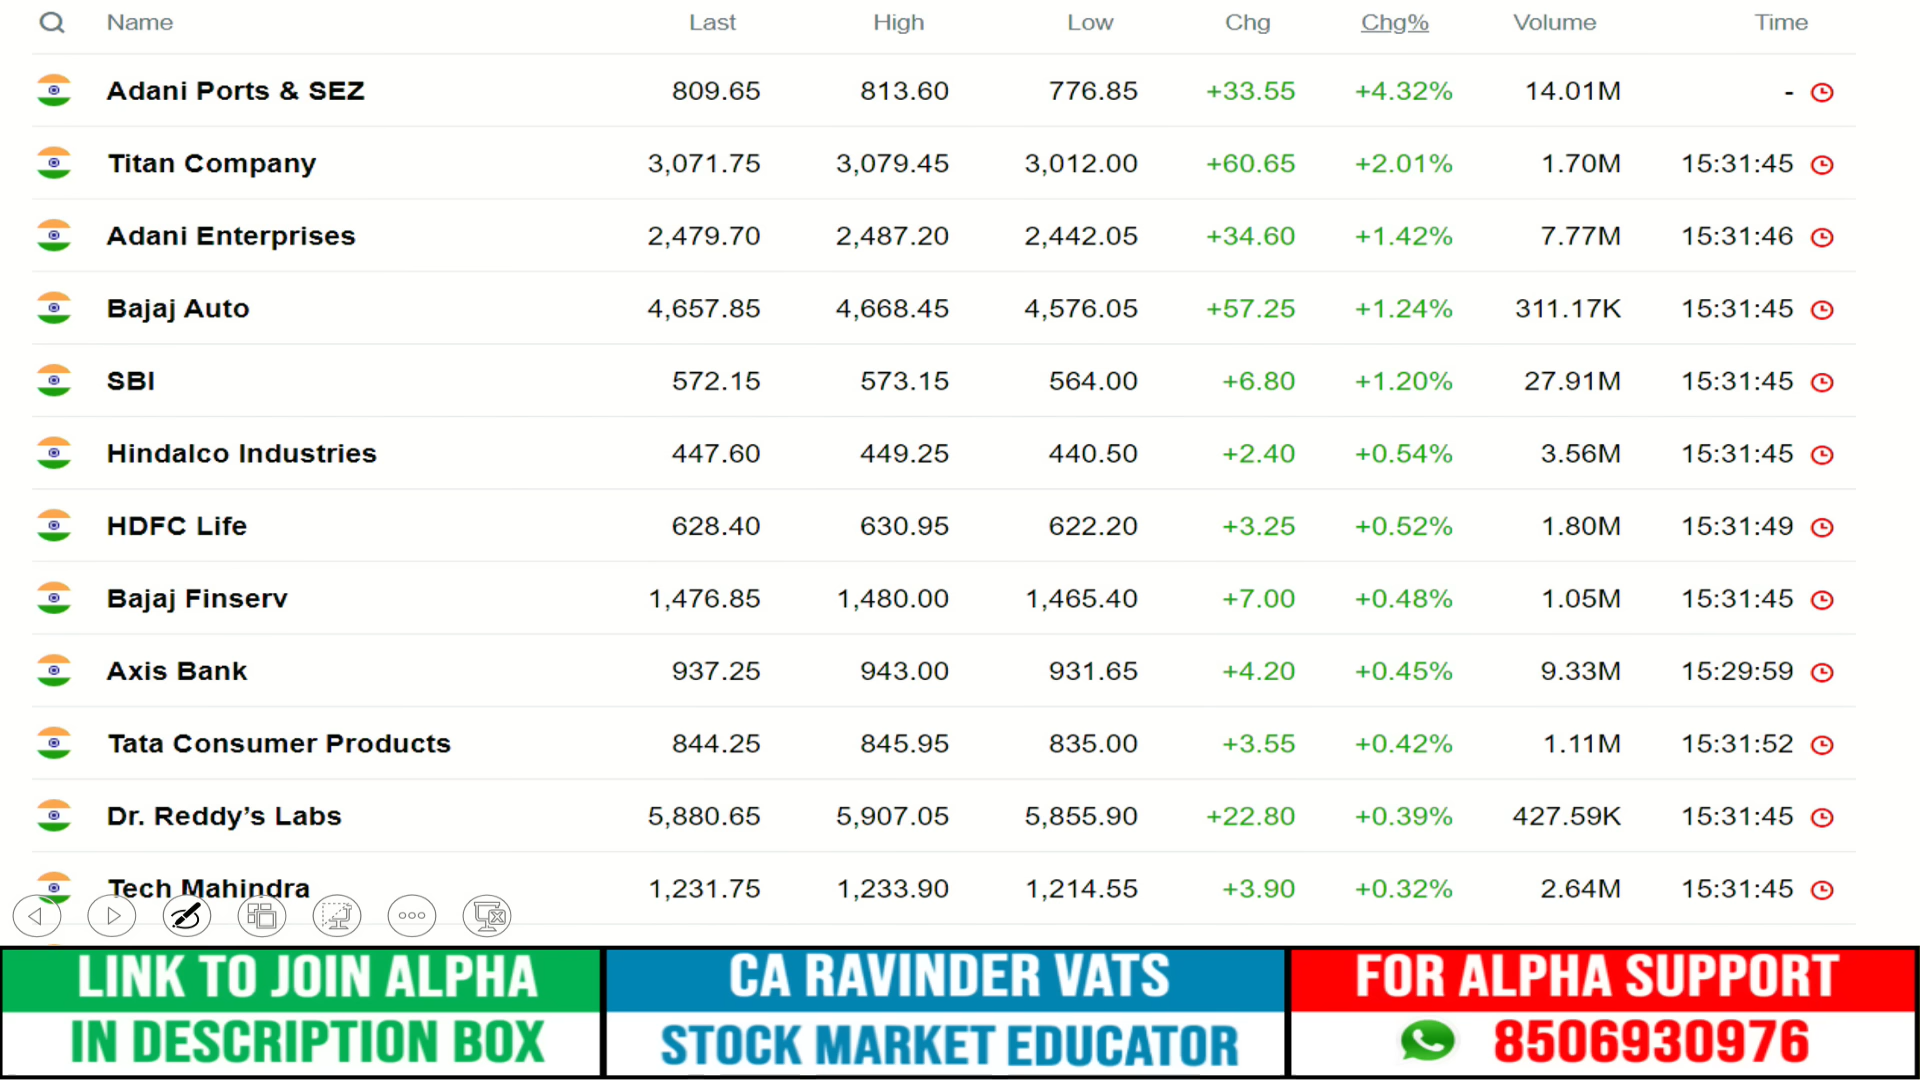 Name Last High Low Chg Chg% Volume Time
Adani Ports & SEZ 809.65 813.60 776.85 +33.55 +4.32% 14.01M -
Titan Company 3,071.75 3,079.45 3,012.00 +60.65 +2.01% 1.70M 15:31:45
Adani Enterprises 2,479.70 2,487.20 2,442.05 +34.60 +1.42% 7.77M 15:31:46
Bajaj Auto 4,657.85 4,668.45 4,576.05 +57.25 +1.24% 311.17K 15:31:45
SBI 572.15 573.15 564.00 +6.80 +1.20% 27.91M 15:31:45
Hindalco Industries 447.60 449.25 440.50 +2.40 +0.54% 3.56M 15:31:45
HDFC Life 628.40 630.95 622.20 +3.25 +0.52% 1.80M 15:31:49
Bajaj Finserv 1,476.85 1,480.00 1,465.40 +7.00 +0.48% 1.05M 15:31:45
Axis Bank 937.25 943.00 931.65 +4.20 +0.45% 9.33M 15:29:59
Tata Consumer Products 844.25 845.95 835.00 +3.55 +0.42% 1.11M 15:31:52
Dr. Reddy’s Labs 5,880.65 5,907.05 5,855.90 +22.80 +0.39% 427.59K 15:31:45
Tech Mahindra 1,231.75 1,233.90 1,214.55 +3.90 +0.32% 2.64M 15:31:45
LINK TO JOIN ALPHA
IN DESCRIPTION BOX
CA RAVINDER VATS
STOCK MARKET EDUCATOR
FOR ALPHA SUPPORT
8506930976